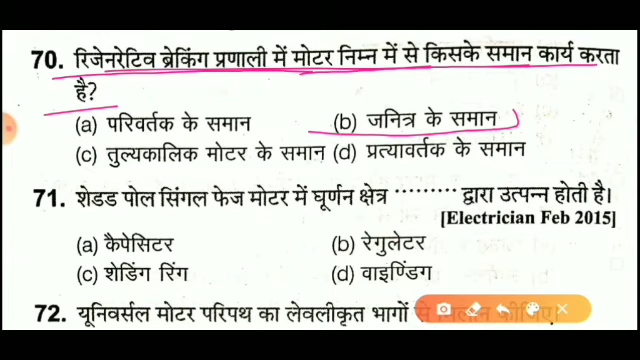 70. रिजेनरेटिव ब्रेकिंग प्रणाली में मोटर निम्न में से किसके समान कार्य करता
है?
(a) परिवर्तक के समान (b) जनित्र के समान
(c) तुल्यकालिक मोटर के समान (d) प्रत्यावर्तक के समान
71. शेडड पोल सिंगल फेज मोटर में घूर्णन क्षेत्र ········· द्वारा उत्पन्न होती है।
[Electrician Feb 2015]
(a) कैपेसिटर (b) रेगुलेटर
(c) शेडिंग रिंग (d) वाइण्डिंग
72. यूनिवर्सल मोटर परिपथ का लेवलीकृत भागों से मिलान कीजिए।